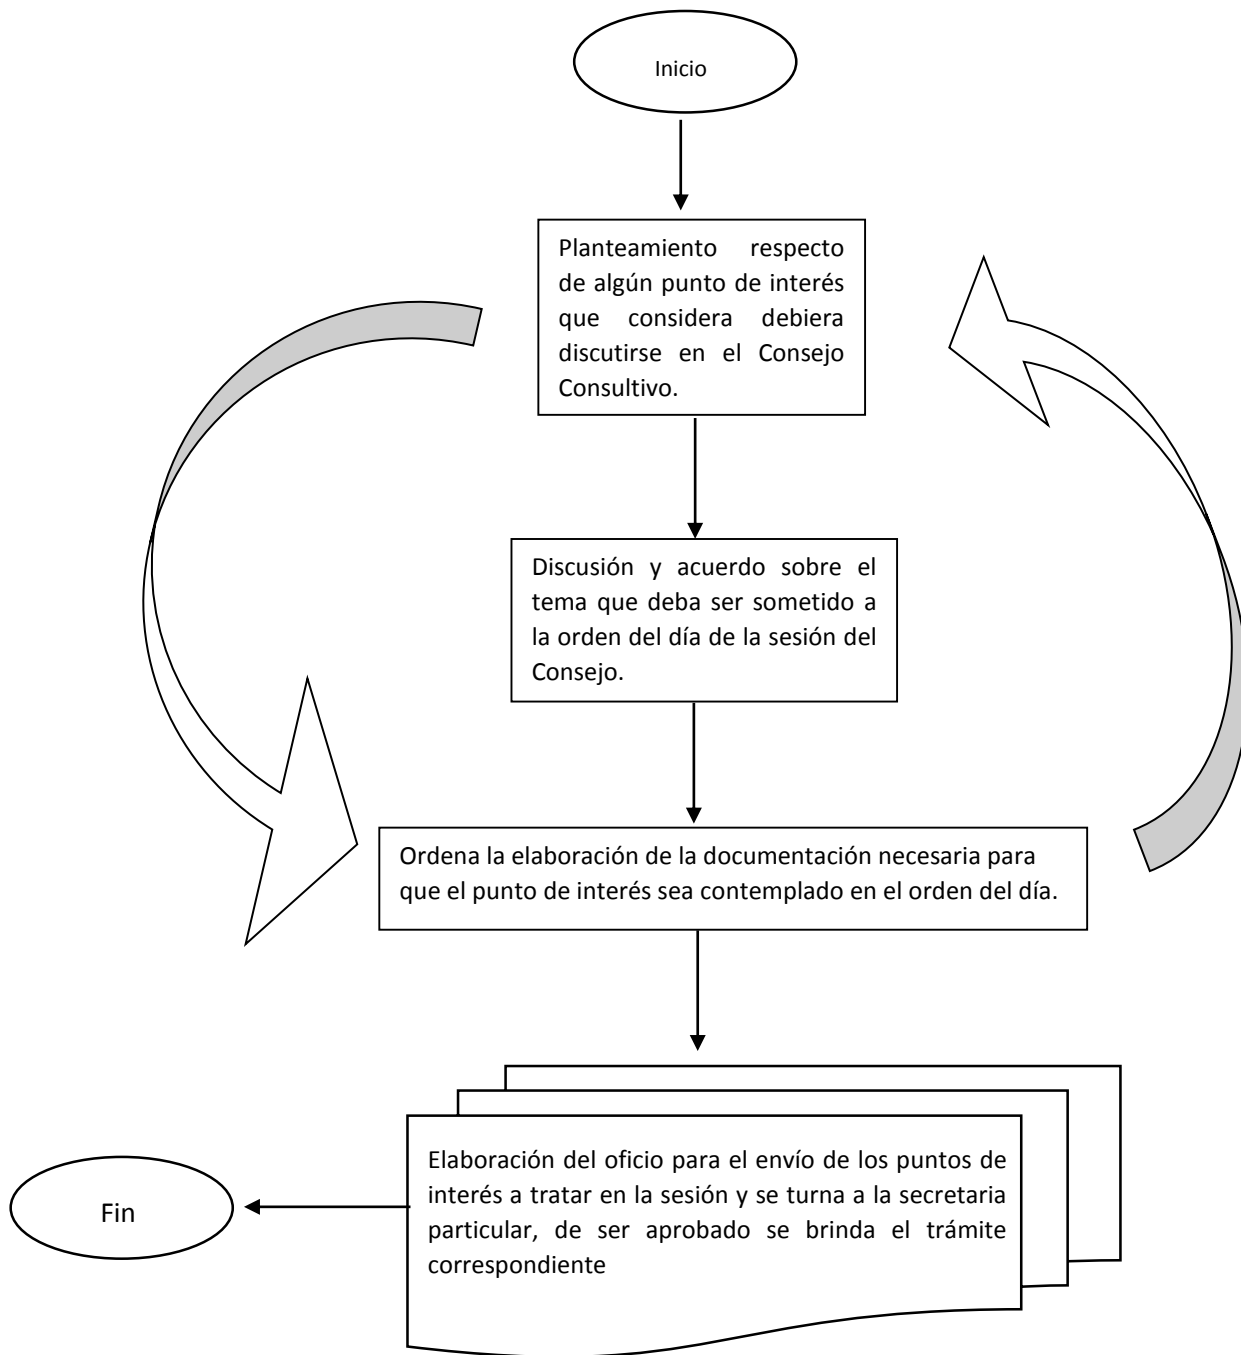 Inicio
Planteamiento respecto
de algún punto de interés
que considera debiera
discutirse en el Consejo
Consultivo.
Discusión y acuerdo sobre el
tema que deba ser sometido a
la orden del día de la sesión del
Consejo.
Ordena la elaboración de la documentación necesaria para
que el punto de interés sea contemplado en el orden del día.
Elaboración del oficio para el envío de los puntos de
interés a tratar en la sesión y se turna a la secretaria
particular, de ser aprobado se brinda el trámite
correspondiente
Fin